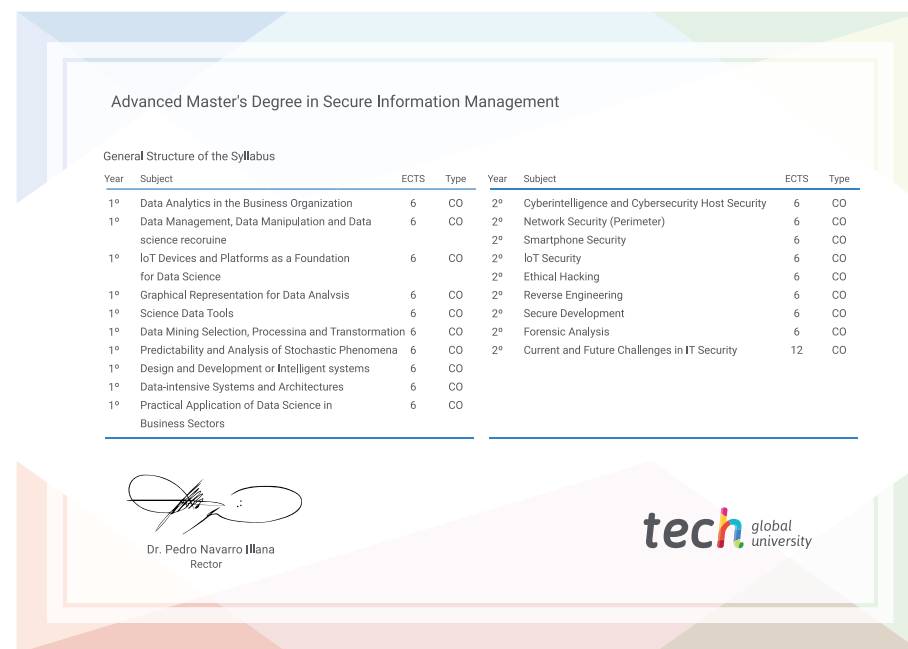 Advanced Master's Degree in Secure Information Management
General Structure of the Syllabus
Year Subject ECTS Type
1º Data Analytics in the Business Organization 6 CO
1º Data Management, Data Manipulation and Data 6 CO
science recoruine
1º IoT Devices and Platforms as a Foundation 6 CO
for Data Science
1º Graphical Representation for Data Analvsis 6 CO
1º Science Data Tools 6 CO
1º Data Mining Selection, Processina and Transtormation 6 CO
1º Predictability and Analysis of Stochastic Phenomena 6 CO
1º Design and Development or Intelligent systems 6 CO
1º Data-intensive Systems and Architectures 6 CO
1º Practical Application of Data Science in 6 CO
Business Sectors
Year Subject ECTS Type
2º Cyberintelligence and Cybersecurity Host Security 6 CO
2º Network Security (Perimeter) 6 CO
2º Smartphone Security 6 CO
2º IoT Security 6 CO
2º Ethical Hacking 6 CO
2º Reverse Engineering 6 CO
2º Secure Development 6 CO
2º Forensic Analysis 6 CO
2º Current and Future Challenges in IT Security 12 CO
Dr. Pedro Navarro Illana
Rector
tech global
university